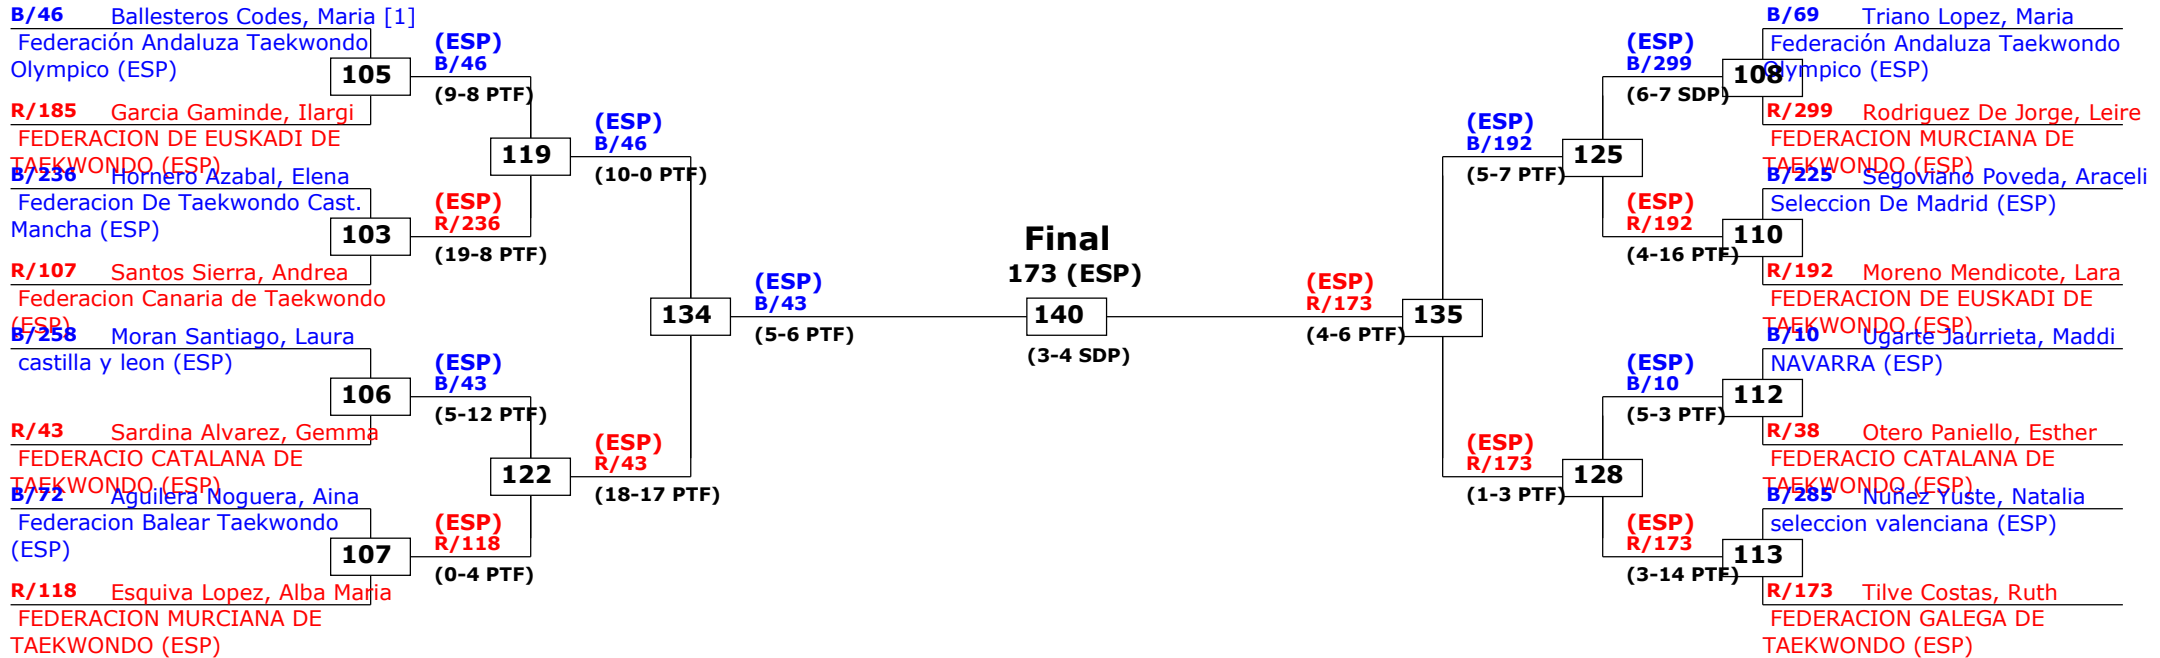 B/46 Ballesteros Codes, Maria [1]
Federación Andaluza Taekwondo
Olympico (ESP)
105
R/185 Garcia Gaminde, Ilargi
FEDERACION DE EUSKADI DE
TAEKWONDO (ESP)
B/236 Hornero Azabal, Elena
Federacion De Taekwondo Cast.
Mancha (ESP)
103
R/107 Santos Sierra, Andrea
Federacion Canaria de Taekwondo
(ESP)
B/258 Moran Santiago, Laura
castilla y leon (ESP)
106
R/43 Sardina Alvarez, Gemma
FEDERACIO CATALANA DE
TAEKWONDO (ESP)
B/72 Aguilera Noguera, Aina
Federacion Balear Taekwondo
(ESP)
107
R/118 Esquiva Lopez, Alba Maria
FEDERACION MURCIANA DE
TAEKWONDO (ESP)
(ESP)
B/46
(9-8 PTF)
119
(ESP)
R/236
(19-8 PTF)
(ESP)
B/43
(5-12 PTF)
122
(ESP)
R/118
(0-4 PTF)
(ESP)
B/46
(10-0 PTF)
134
(ESP)
R/43
(18-17 PTF)
(ESP)
B/43
(5-6 PTF)
Final
173 (ESP)
140
(3-4 SDP)
(ESP)
R/173
(4-6 PTF)
135
(ESP)
B/192
(5-7 PTF)
125
(ESP)
R/173
(1-3 PTF)
128
(ESP)
B/299
(6-7 SDP)
108
(ESP)
R/192
(4-16 PTF)
110
(ESP)
B/10
(5-3 PTF)
112
(ESP)
R/173
(3-14 PTF)
113
B/69 Triano Lopez, Maria
Federación Andaluza Taekwondo
Olympico (ESP)
R/299 Rodriguez De Jorge, Leire
FEDERACION MURCIANA DE
TAEKWONDO (ESP)
B/225 Segoviano Poveda, Araceli
Seleccion De Madrid (ESP)
R/192 Moreno Mendicote, Lara
FEDERACION DE EUSKADI DE
TAEKWONDO (ESP)
B/10 Ugarte Jaurrieta, Maddi
NAVARRA (ESP)
R/38 Otero Paniello, Esther
FEDERACIO CATALANA DE
TAEKWONDO (ESP)
B/285 Nuñez Yuste, Natalia
seleccion valenciana (ESP)
R/173 Tilve Costas, Ruth
FEDERACION GALEGA DE
TAEKWONDO (ESP)